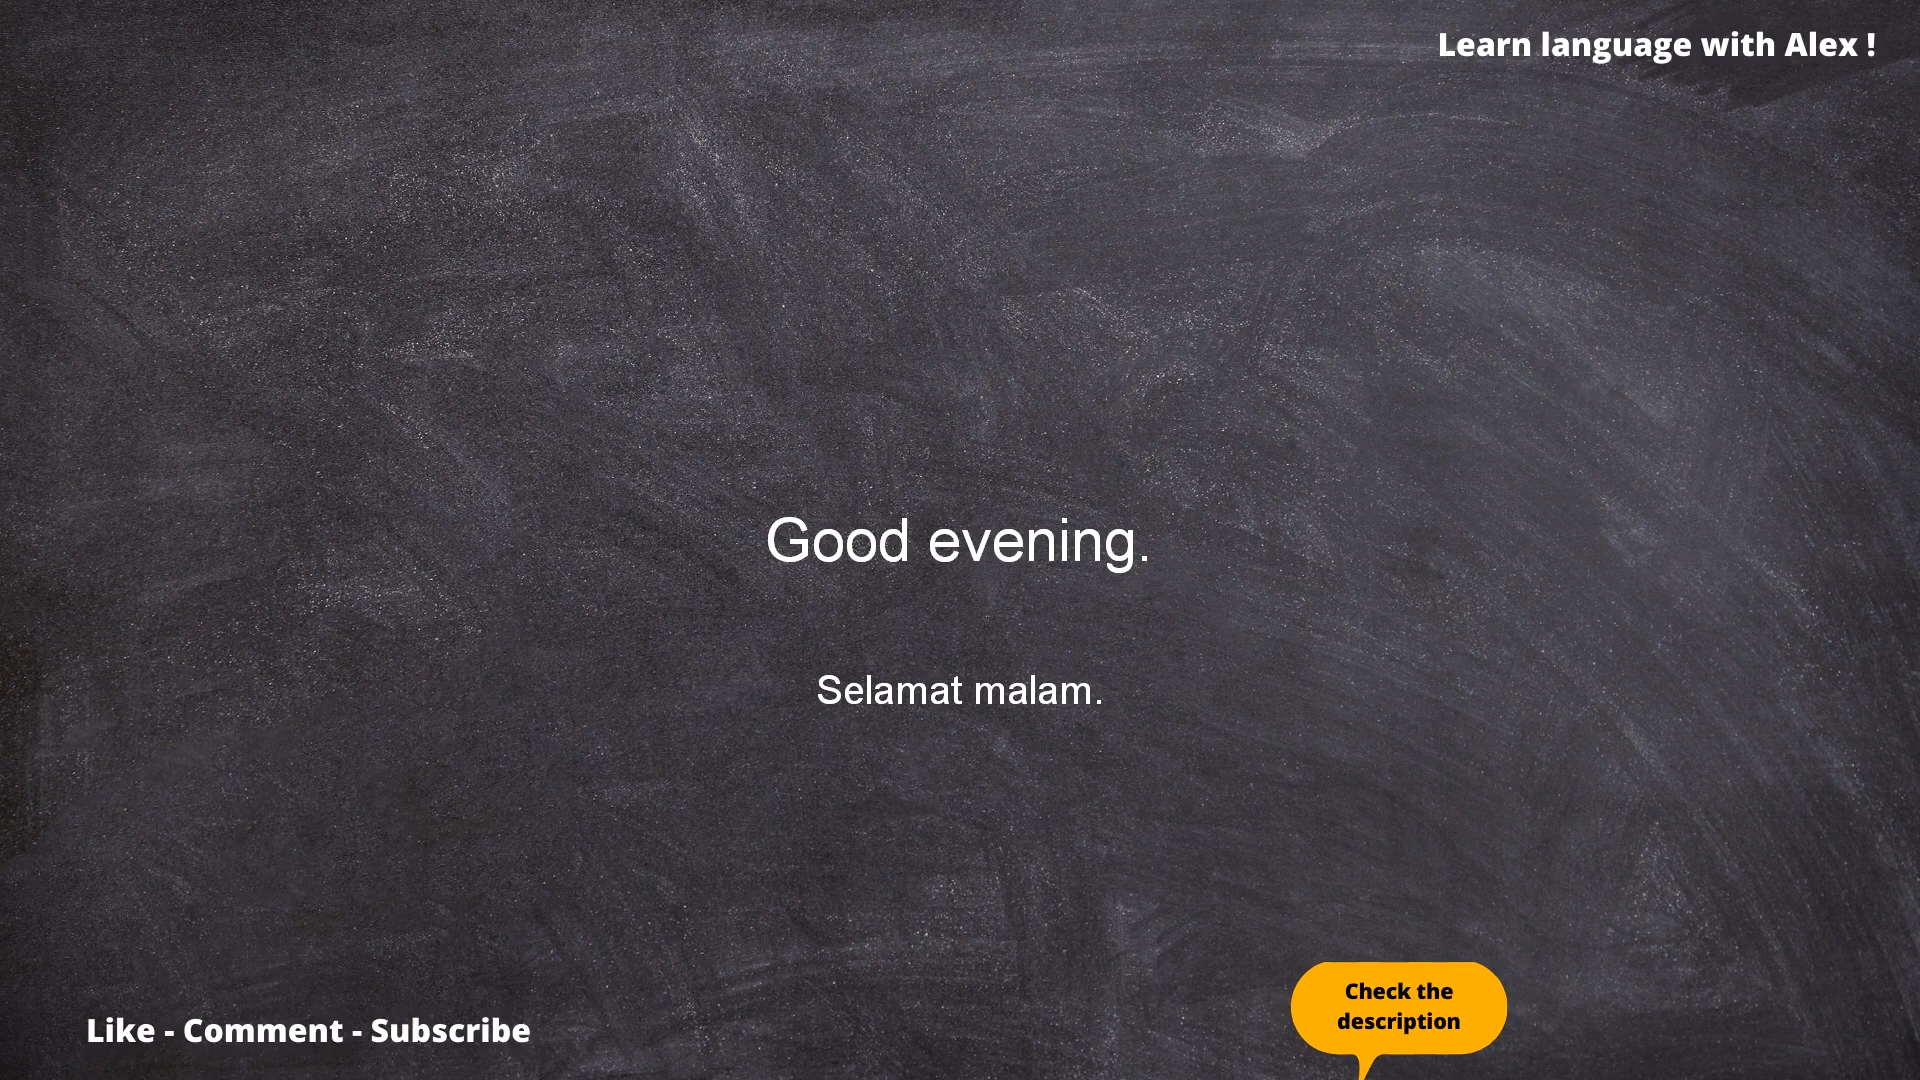 Learn language with Alex !
Good evening.
Selamat malam.
Check the
description
Like - Comment - Subscribe